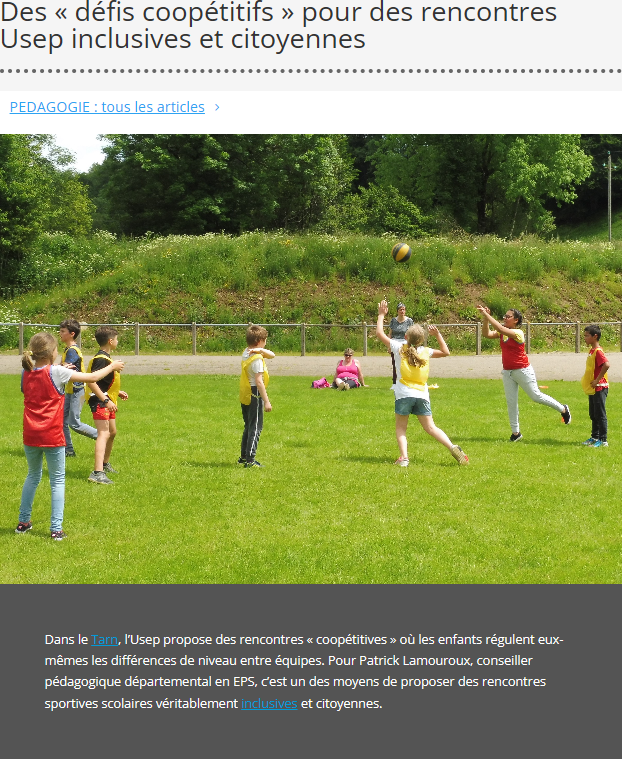 Des « défis coopétitifs » pour des rencontres
Usep inclusives et citoyennes
PEDAGOGIE : tous les articles
Dans le Tarn, l’Usep propose des rencontres « coopétitives » où les enfants régulent eux-
mêmes les différences de niveau entre équipes. Pour Patrick Lamouroux, conseiller
pédagogique départemental en EPS, c’est un des moyens de proposer des rencontres
sportives scolaires véritablement inclusives et citoyennes.